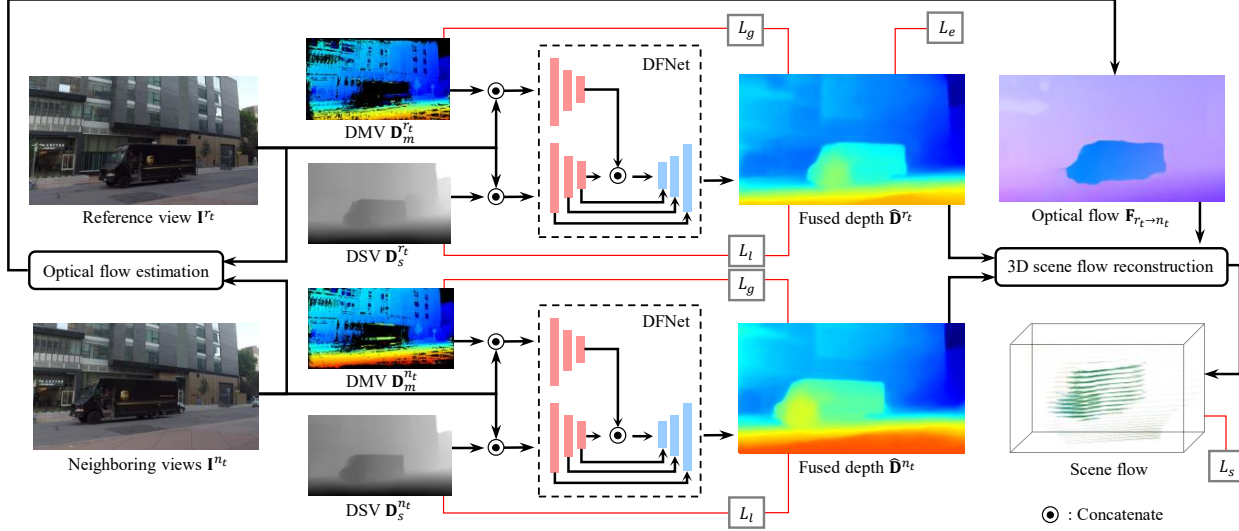 L_g
L_e
DFNet
DMV D_m^{r_t}
Reference view I^{r_t}
DSV D_s^{r_t}
Fused depth D̂^{r_t}
Optical flow F_{r_t→n_t}
L_l
Optical flow estimation
3D scene flow reconstruction
L_g
DFNet
DMV D_m^{n_t}
Neighboring views I^{n_t}
DSV D_s^{n_t}
Fused depth D̂^{n_t}
Scene flow
L_s
L_l
: Concatenate